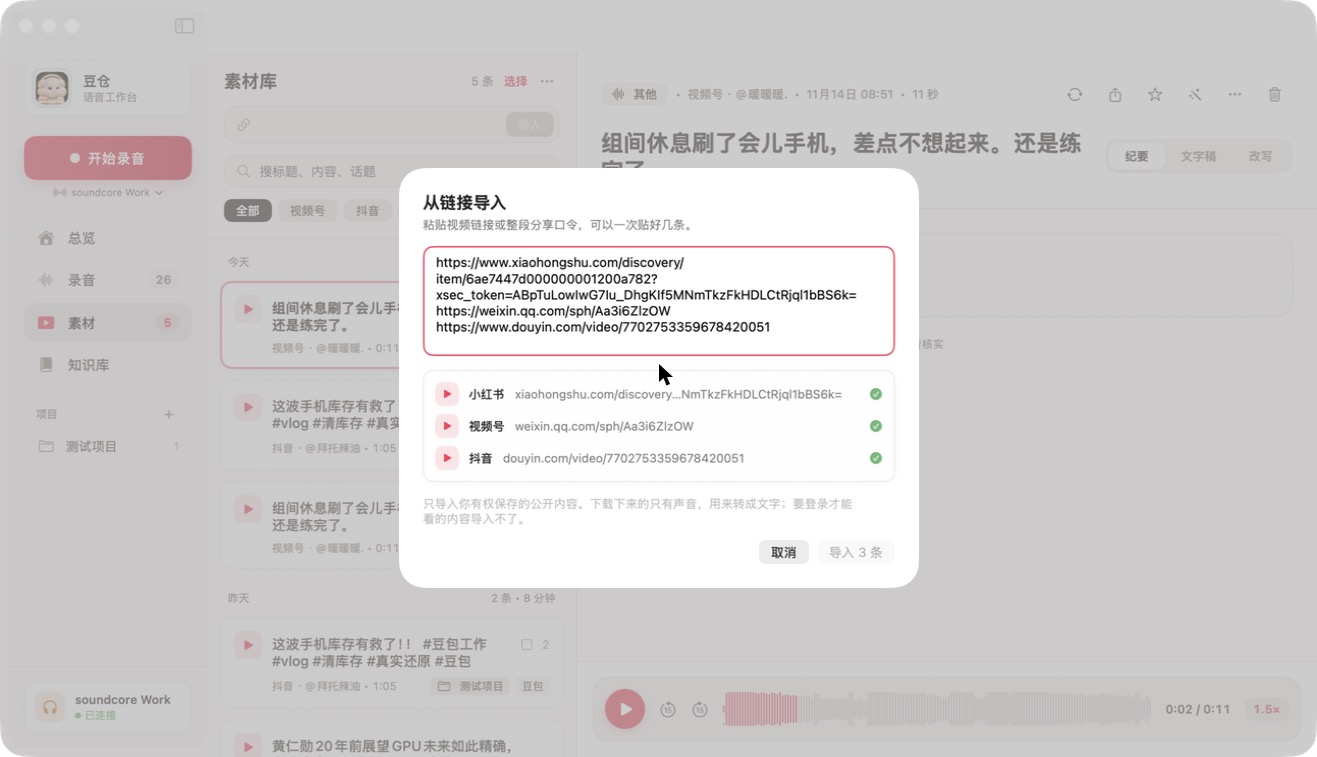 豆仓
语音工作台
开始录音
soundcore Work
总览
录音 26
素材 5
知识库
项目 +
测试项目 1
soundcore Work
已连接
素材库 5 条 选择 ···
导入
搜标题、内容、话题
全部 视频号 抖音
今天
组间休息刷了会儿手
还是练完了。
视频号 · @暖暖暖. • 0:11
这波手机库存有救了
#vlog #清库存 #真实
抖音 · @拜托辣油 • 1:05
组间休息刷了会儿手
还是练完了。
视频号 · @暖暖暖. • 0:11
昨天 2 条 • 8 分钟
这波手机库存有救了!! #豆包工作 2
#vlog #清库存 #真实还原 #豆包
抖音 · @拜托辣油 • 1:05 测试项目 豆包
黄仁勋20年前展望GPU未来如此精确，
其他 • 视频号 · @暖暖暖. • 11月14日 08:51 • 11 秒
组间休息刷了会儿手机，差点不想起来。还是练
完了
纪要 文字稿 改写
核实
从链接导入
粘贴视频链接或整段分享口令，可以一次贴好几条。
https://www.xiaohongshu.com/discovery/
item/6ae7447d000000001200a782?
xsec_token=ABpTuLowlwG7Iu_DhgKlf5MNmTkzFkHDLCtRjql1bBS6k=
https://weixin.qq.com/sph/Aa3i6ZlzOW
https://www.douyin.com/video/7702753359678420051
小红书 xiaohongshu.com/discovery...NmTkzFkHDLCtRjql1bBS6k=
视频号 weixin.qq.com/sph/Aa3i6ZlzOW
抖音 douyin.com/video/7702753359678420051
只导入你有权保存的公开内容。下载下来的只有声音，用来转成文字；要登录才能
看的内容导入不了。
取消 导入 3 条
15 15 0:02 / 0:11 1.5×